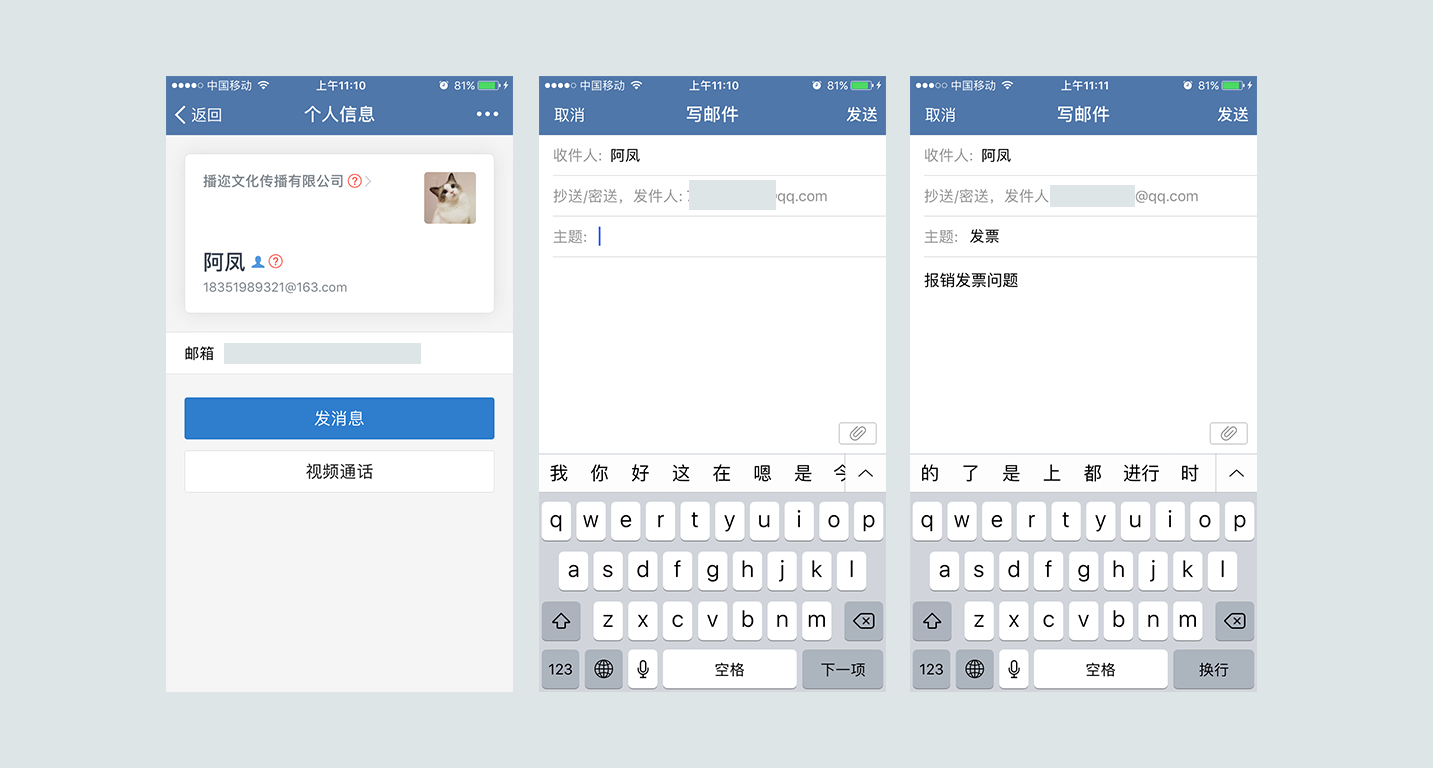 中国移动 上午11:10 81%
返回 个人信息
播迩文化传播有限公司
阿凤
18351989321@163.com
邮箱
发消息
视频通话
中国移动 上午11:10 81%
取消 写邮件 发送
收件人: 阿凤
抄送/密送，发件人: qq.com
主题:
我 你 好 这 在 嗯 是 今
q w e r t y u i o p
a s d f g h j k l
z x c v b n m
123 空格 下一项
中国移动 上午11:11 81%
取消 写邮件 发送
收件人: 阿凤
抄送/密送，发件人 @qq.com
主题: 发票
报销发票问题
的 了 是 上 都 进行 时
q w e r t y u i o p
a s d f g h j k l
z x c v b n m
123 空格 换行